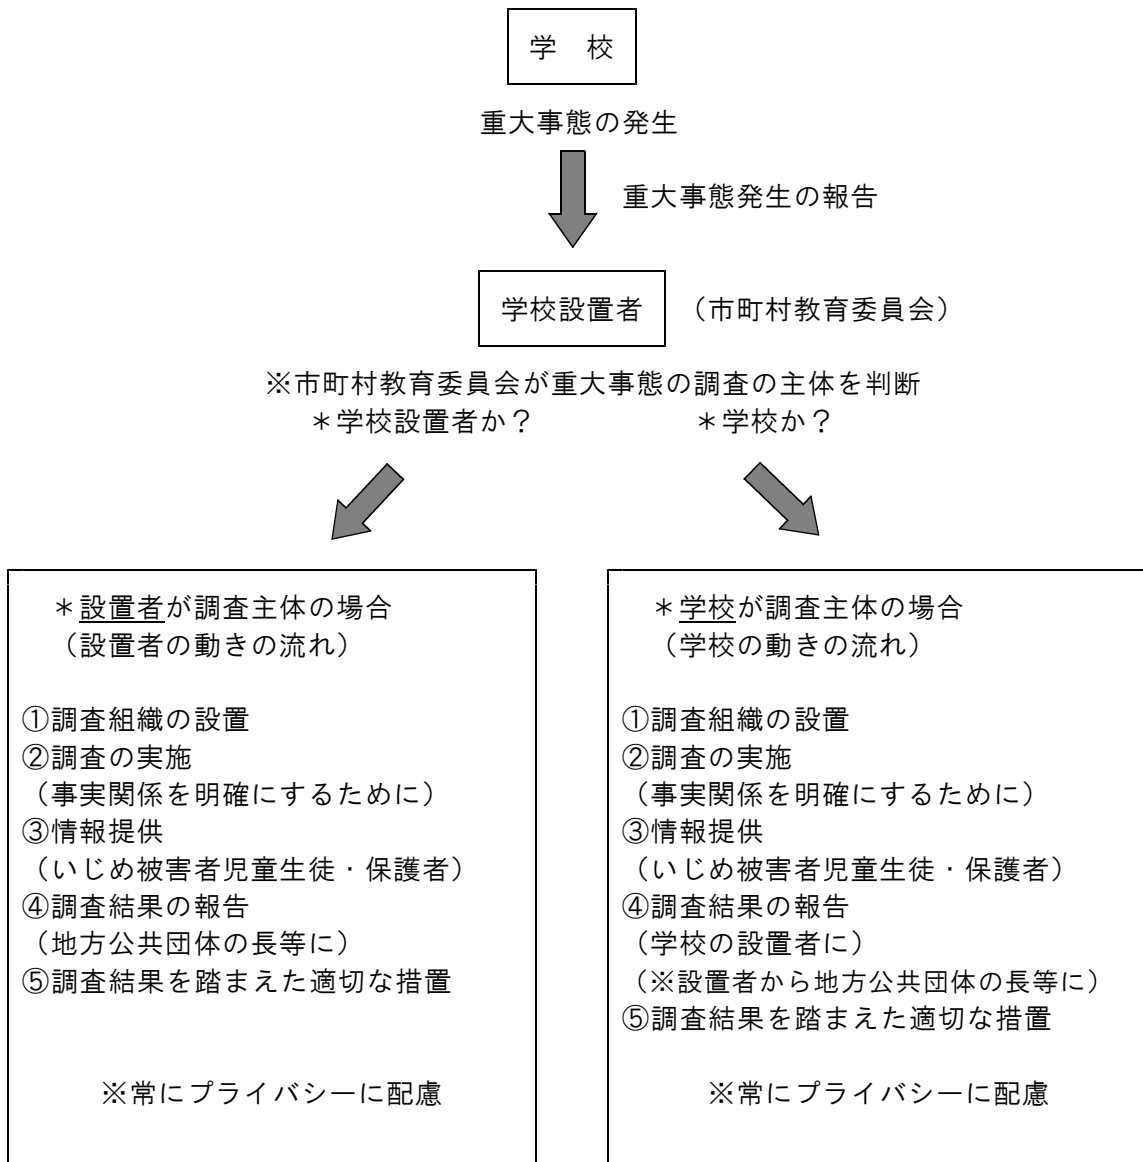 学　校
重大事態の発生
重大事態発生の報告
学校設置者　（市町村教育委員会）
※市町村教育委員会が重大事態の調査の主体を判断
＊学校設置者か？　＊学校か？
＊設置者が調査主体の場合
（設置者の動きの流れ）
①調査組織の設置
②調査の実施
（事実関係を明確にするために）
③情報提供
（いじめ被害者児童生徒・保護者）
④調査結果の報告
（地方公共団体の長等に）
⑤調査結果を踏まえた適切な措置
※常にプライバシーに配慮
＊学校が調査主体の場合
（学校の動きの流れ）
①調査組織の設置
②調査の実施
（事実関係を明確にするために）
③情報提供
（いじめ被害者児童生徒・保護者）
④調査結果の報告
（学校の設置者に）
（※設置者から地方公共団体の長等に）
⑤調査結果を踏まえた適切な措置
※常にプライバシーに配慮